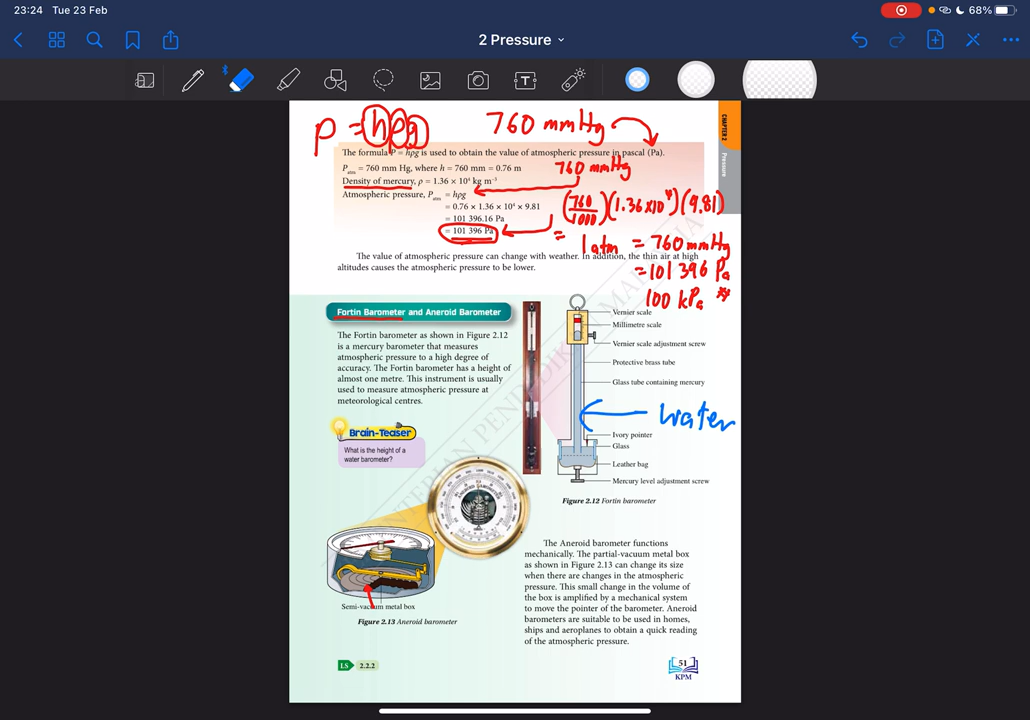 23:24 Tue 23 Feb
68%
2 Pressure
P = hρg
760 mmHg
CHAPTER 2
Pressure
The formula P = hρg is used to obtain the value of atmospheric pressure in pascal (Pa).
Patm = 760 mm Hg, where h = 760 mm = 0.76 m
760 mmHg
Density of mercury, ρ = 1.36 × 10⁴ kg m⁻³
Atmospheric pressure, Patm = hρg
= 0.76 × 1.36 × 10⁴ × 9.81
(760/1000)(1.36×10⁴)(9.81)
= 101 396.16 Pa
= 101 396 Pa
= 1 atm = 760 mmHg
The value of atmospheric pressure can change with weather. In addition, the thin air at high
altitudes causes the atmospheric pressure to be lower.
= 101 396 Pa
100 kPa **
Fortin Barometer and Aneroid Barometer
The Fortin barometer as shown in Figure 2.12
is a mercury barometer that measures
atmospheric pressure to a high degree of
accuracy. The Fortin barometer has a height of
almost one metre. This instrument is usually
used to measure atmospheric pressure at
meteorological centres.
Brain-Teaser
What is the height of a
water barometer?
Vernier scale
Millimetre scale
Vernier scale adjustment screw
Protective brass tube
Glass tube containing mercury
water
Ivory pointer
Glass
Leather bag
Mercury level adjustment screw
Figure 2.12 Fortin barometer
Semi-vacuum metal box
Figure 2.13 Aneroid barometer
The Aneroid barometer functions
mechanically. The partial-vacuum metal box
as shown in Figure 2.13 can change its size
when there are changes in the atmospheric
pressure. This small change in the volume of
the box is amplified by a mechanical system
to move the pointer of the barometer. Aneroid
barometers are suitable to be used in homes,
ships and aeroplanes to obtain a quick reading
of the atmospheric pressure.
LS 2.2.2
51
KPM